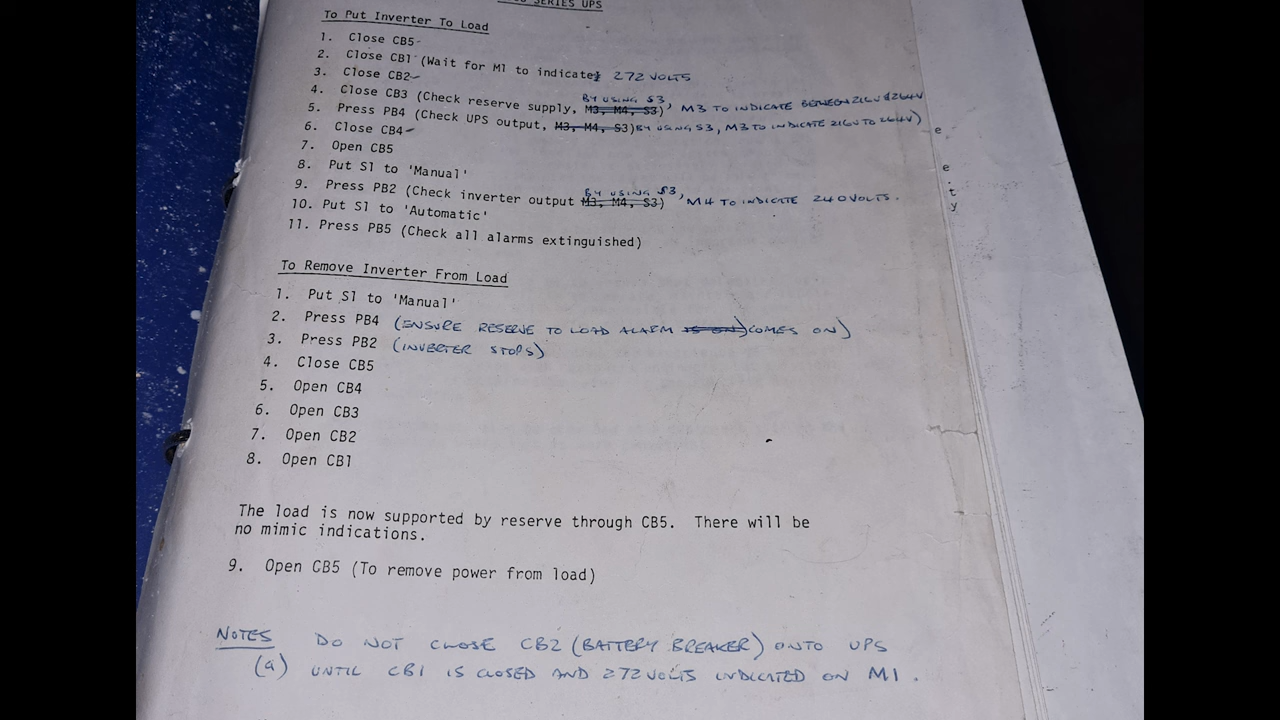 SERIES UPS
To Put Inverter To Load
1. Close CB5
2. Close CB1 (Wait for M1 to indicate) 272 VOLTS
3. Close CB2
BY USING S3,
4. Close CB3 (Check reserve supply, M3, M4, S3) M3 TO INDICATE BETWEEN 216V & 264V
5. Press PB4 (Check UPS output, M3, M4, S3) BY USING S3, M3 TO INDICATE 216V TO 264V)
6. Close CB4
7. Open CB5
8. Put S1 to 'Manual'
BY USING S3,
9. Press PB2 (Check inverter output M3, M4, S3) M4 TO INDICATE 240 VOLTS.
10. Put S1 to 'Automatic'
11. Press PB5 (Check all alarms extinguished)
e
e
.
t
y
To Remove Inverter From Load
1. Put S1 to 'Manual'
2. Press PB4 (ENSURE RESERVE TO LOAD ALARM IS ON) COMES ON)
3. Press PB2 (INVERTER STOPS)
4. Close CB5
5. Open CB4
6. Open CB3
7. Open CB2
8. Open CB1
The load is now supported by reserve through CB5. There will be
no mimic indications.
9. Open CB5 (To remove power from load)
NOTES DO NOT CLOSE CB2 (BATTERY BREAKER) ONTO UPS
(a) UNTIL CB1 IS CLOSED AND 272 VOLTS INDICATED ON M1.